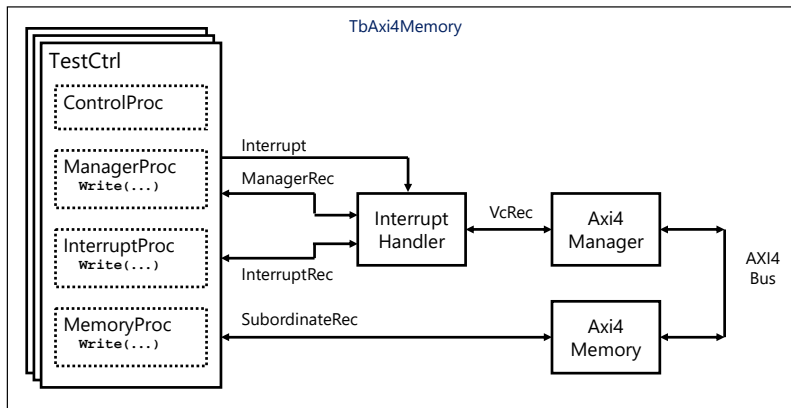 TbAxi4Memory
TestCtrl
ControlProc
ManagerProc
Write(...)
InterruptProc
Write(...)
MemoryProc
Write(...)
Interrupt
ManagerRec
InterruptRec
SubordinateRec
Interrupt
Handler
VcRec
Axi4
Manager
Axi4
Memory
AXI4
Bus